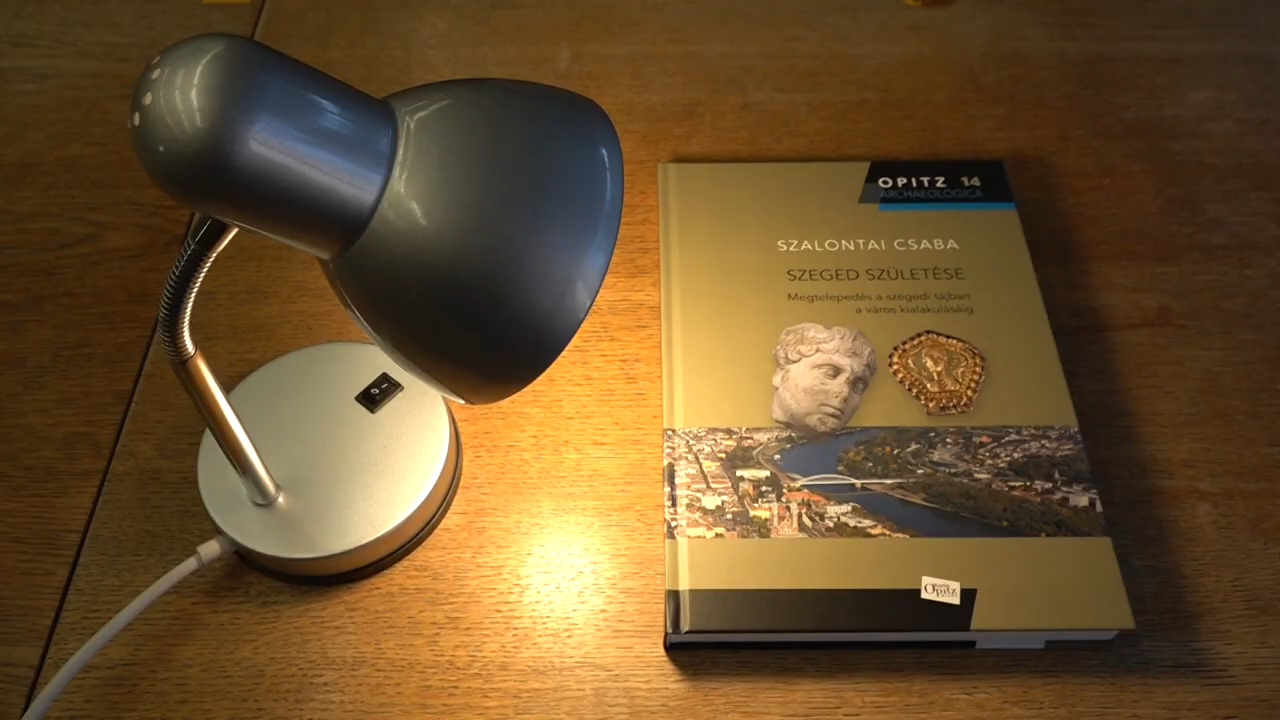 OPITZ 14
ARCHAEOLOGICA
SZALONTAI CSABA
SZEGED SZÜLETÉSE
Megtelepedés a szegedi tájban
a város kialakulásáig
Opitz